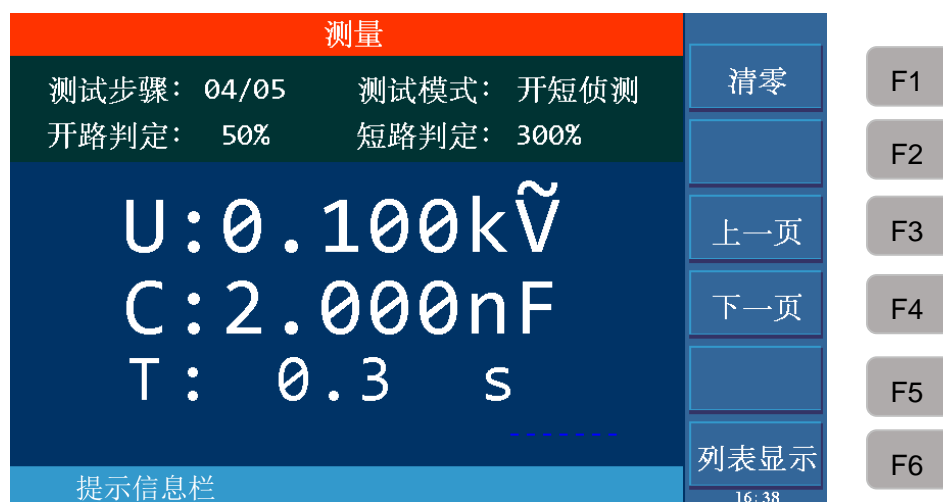 测量
测试步骤： 04/05 测试模式： 开短侦测
开路判定： 50% 短路判定： 300%
U:0.100kṼ
C:2.000nF
T: 0.3 s
-------
提示信息栏
清零
上一页
下一页
列表显示
16:38
F1
F2
F3
F4
F5
F6